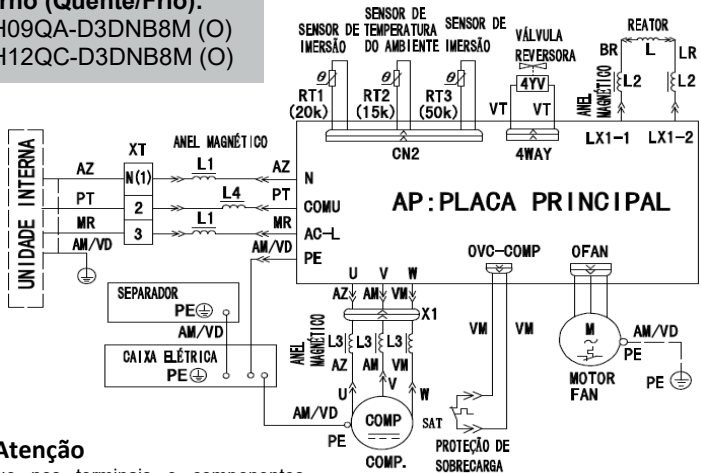 rno (Quente/Frio):
H09QA-D3DNB8M (O)
H12QC-D3DNB8M (O)
SENSOR DE IMERSÃO
SENSOR DE TEMPERATURA DO AMBIENTE
SENSOR DE IMERSÃO
VÁLVULA REVERSORA
REATOR
BR L LR
θ θ θ
4YV
RT1 (20k)
RT2 (15k)
RT3 (50k)
VT VT
ANEL MAGNÉTICO
L2 L2
CN2
4WAY
LX1-1 LX1-2
UNIDADE INTERNA
XT
ANEL MAGNÉTICO
AZ N(1) L1 AZ N
PT 2 L4 PT COMU
MR 3 L1 MR AC-L
AM/VD AM/VD PE
AP:PLACA PRINCIPAL
OVC-COMP
OFAN
U V W
AZ AM VM
X1
SEPARADOR
PE
AM/VD
CAIXA ELÉTRICA
PE
ANEL MAGNÉTICO
L3 L3 L3
AZ AM VM
U V W
AM/VD
PE
COMP
COMP.
VM VM
SAT
PROTEÇÃO DE SOBRECARGA
M
MOTOR FAN
AM/VD
PE
PE
Atenção